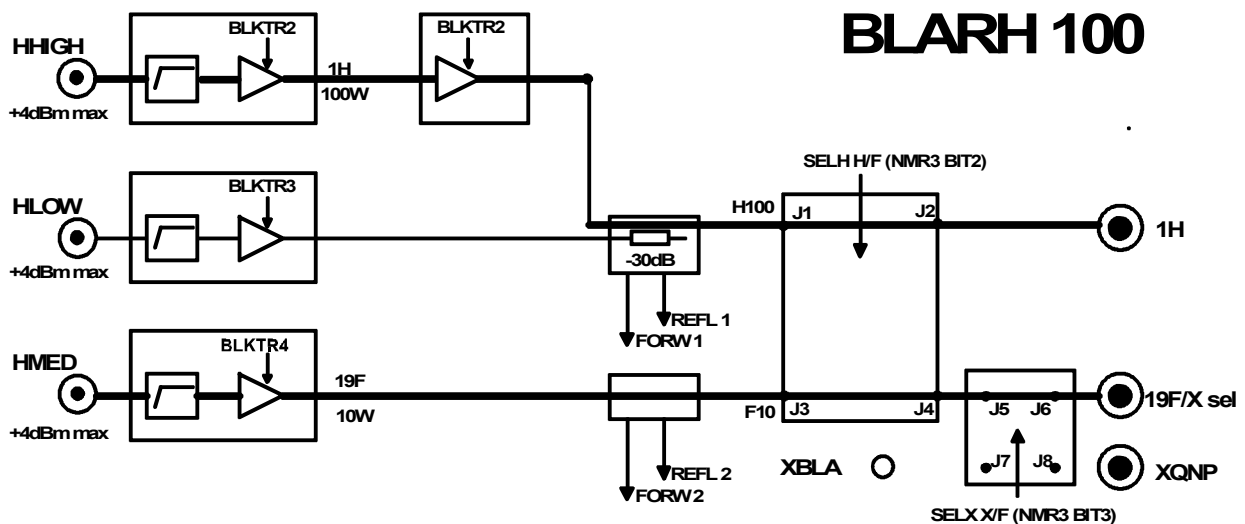 BLARH 100
HHIGH
+4dBm max
BLKTR2
1H
100W
BLKTR2
SELH H/F (NMR3 BIT2)
HLOW
+4dBm max
BLKTR3
H100
J1
J2
1H
-30dB
REFL 1
FORW1
HMED
+4dBm max
BLKTR4
19F
10W
F10
J3
J4
J5
J6
19F/X sel
J7
J8
REFL 2
FORW2
XBLA
XQNP
SELX X/F (NMR3 BIT3)